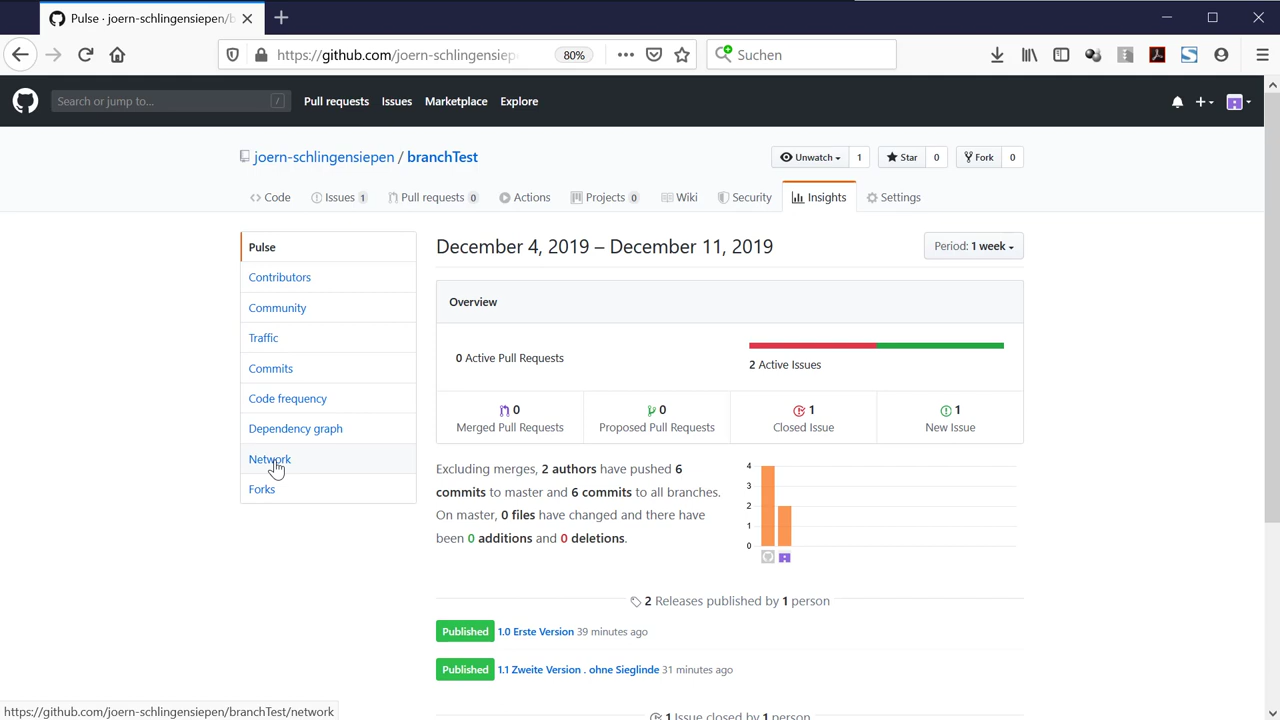 Pulse · joern-schlingensiepen/b
https://github.com/joern-schlingensiep
80%
Suchen
Search or jump to...
/
Pull requests
Issues
Marketplace
Explore
joern-schlingensiepen / branchTest
Unwatch
1
Star
0
Fork
0
Code
Issues 1
Pull requests 0
Actions
Projects 0
Wiki
Security
Insights
Settings
Pulse
Contributors
Community
Traffic
Commits
Code frequency
Dependency graph
Network
Forks
December 4, 2019 – December 11, 2019
Period: 1 week
Overview
0 Active Pull Requests
2 Active Issues
0
Merged Pull Requests
0
Proposed Pull Requests
1
Closed Issue
1
New Issue
Excluding merges, 2 authors have pushed 6
commits to master and 6 commits to all branches.
On master, 0 files have changed and there have
been 0 additions and 0 deletions.
4
3
2
1
0
2 Releases published by 1 person
Published 1.0 Erste Version 39 minutes ago
Published 1.1 Zweite Version . ohne Sieglinde 31 minutes ago
1 Issue closed by 1 person
https://github.com/joern-schlingensiepen/branchTest/network